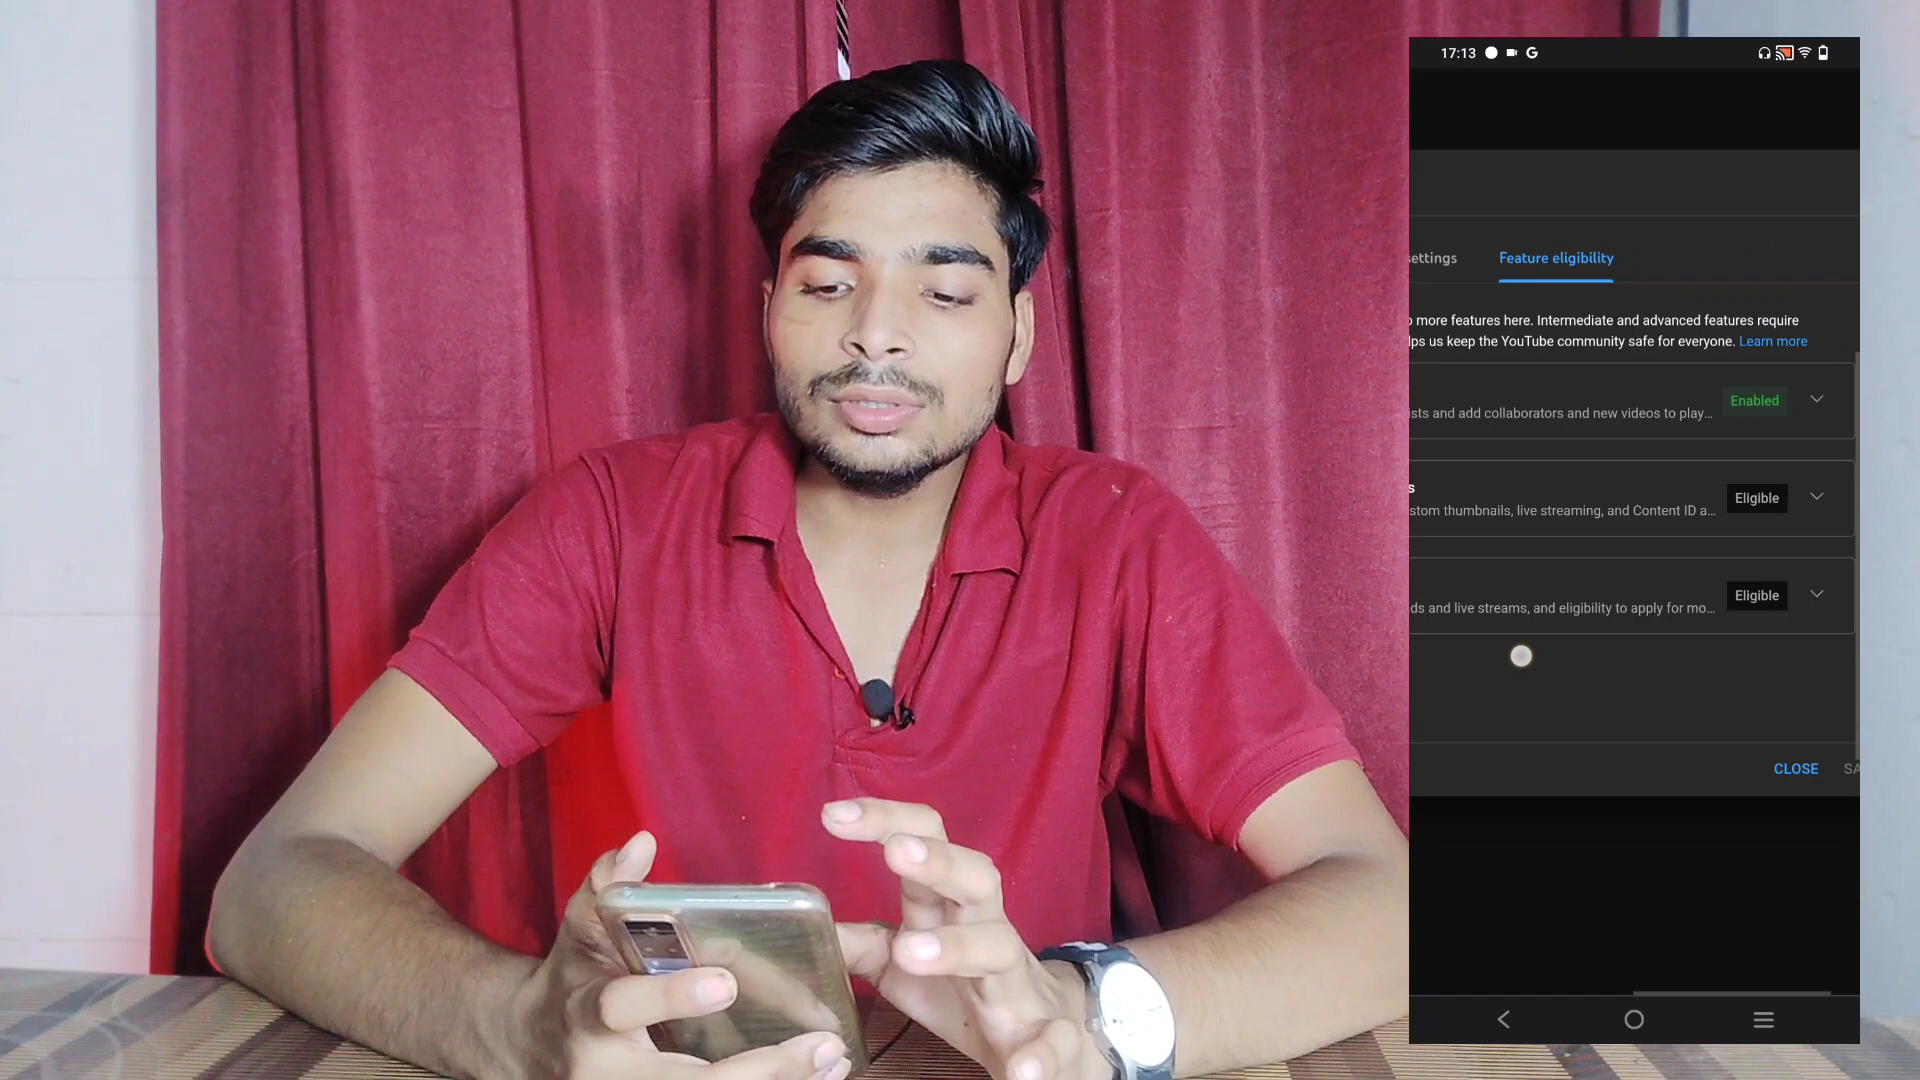 17:13 G
settings Feature eligibility
o more features here. Intermediate and advanced features require
lps us keep the YouTube community safe for everyone. Learn more
Enabled
ists and add collaborators and new videos to play...
s
Eligible
stom thumbnails, live streaming, and Content ID a...
Eligible
ds and live streams, and eligibility to apply for mo...
CLOSE SA